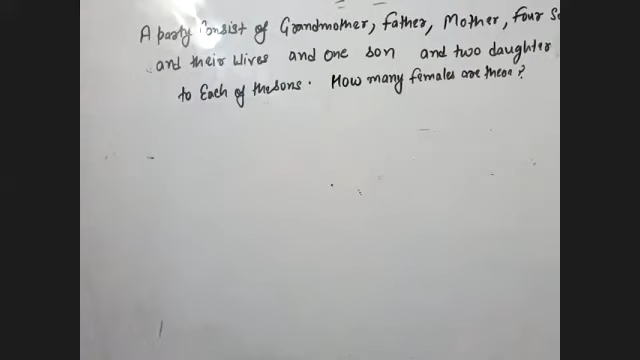 A party Consist of Grandmother, Father, Mother, Four
and their wives and one son and two daughter
to Each of the sons. How many females are there?